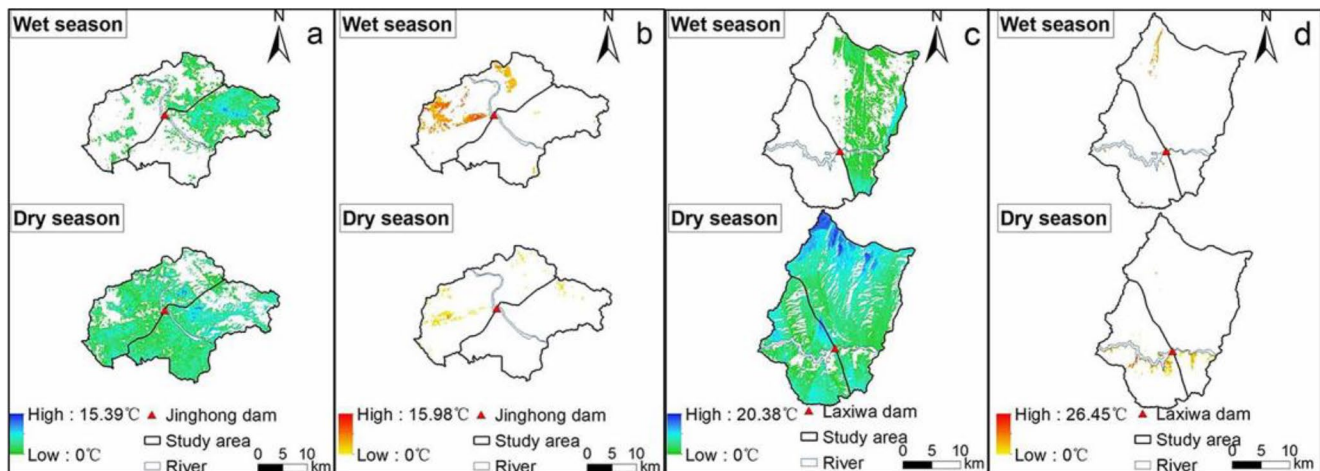 Wet season
N
a
Dry season
High : 15.39℃
Low : 0℃
Jinghong dam
Study area
River
0 5 10
km
Wet season
N
b
Dry season
High : 15.98℃
Low : 0℃
Jinghong dam
Study area
River
0 5 10
km
Wet season
N
c
Dry season
High : 20.38℃
Low : 0℃
Laxiwa dam
Study area
River
0 5 10
km
Wet season
N
d
Dry season
High : 26.45℃
Low : 0℃
Laxiwa dam
Study area
River
0 5 10
km